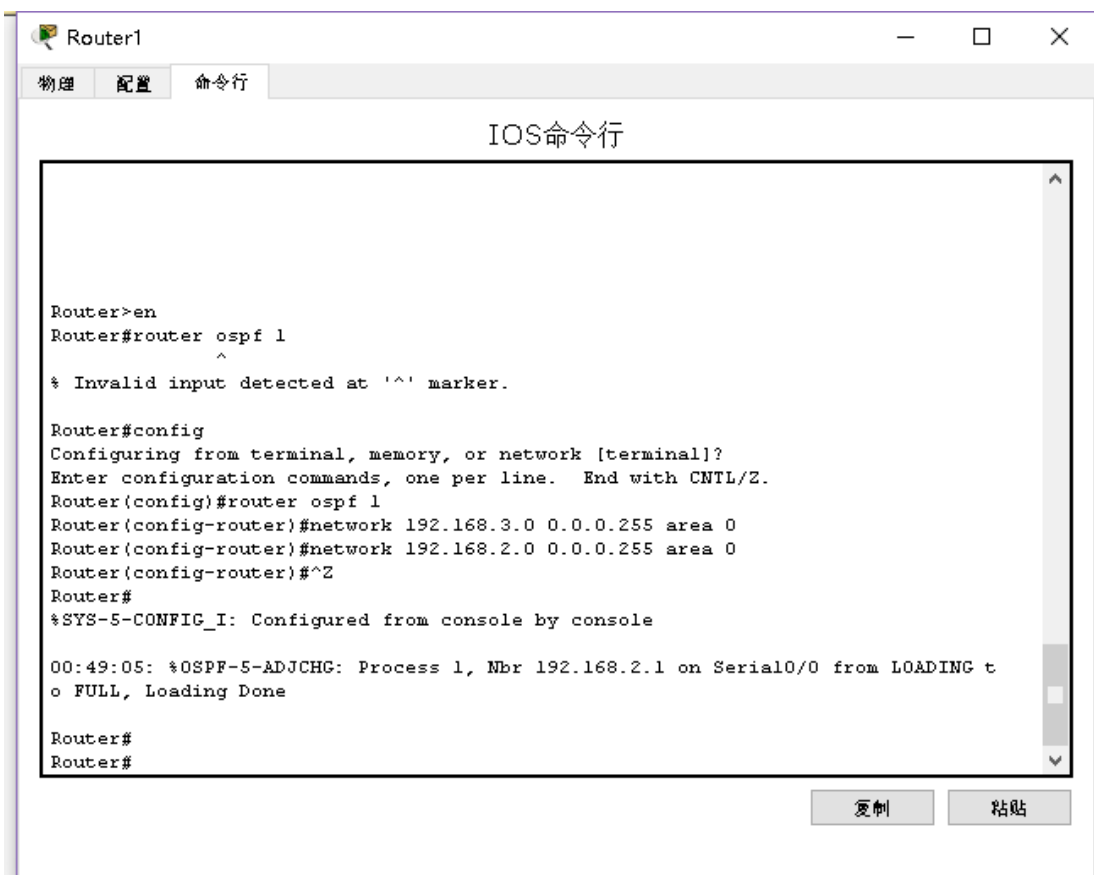 Router1
物理 配置 命令行
IOS命令行
Router>en
Router#router ospf 1
^
% Invalid input detected at '^' marker.
Router#config
Configuring from terminal, memory, or network [terminal]?
Enter configuration commands, one per line.  End with CNTL/Z.
Router(config)#router ospf 1
Router(config-router)#network 192.168.3.0 0.0.0.255 area 0
Router(config-router)#network 192.168.2.0 0.0.0.255 area 0
Router(config-router)#^Z
Router#
%SYS-5-CONFIG_I: Configured from console by console
00:49:05: %OSPF-5-ADJCHG: Process 1, Nbr 192.168.2.1 on Serial0/0 from LOADING t
o FULL, Loading Done
Router#
Router#
复制 粘贴